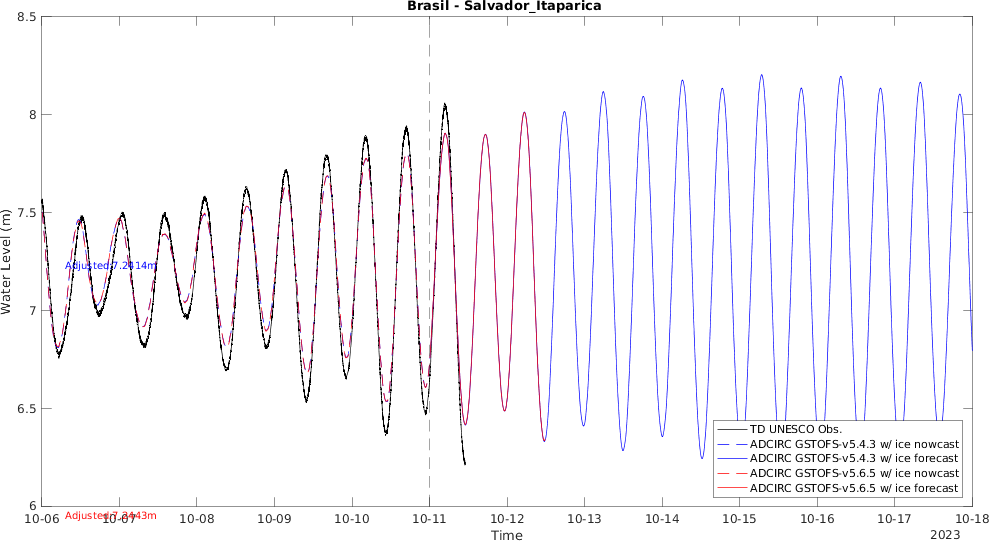 Brasil - Salvador_Itaparica
8.5
8
7.5
7
6.5
6
Water Level (m)
Adjusted:7.2414m
Adjusted:7.2443m
TD UNESCO Obs.
ADCIRC GSTOFS-v5.4.3 w/ ice nowcast
ADCIRC GSTOFS-v5.4.3 w/ ice forecast
ADCIRC GSTOFS-v5.6.5 w/ ice nowcast
ADCIRC GSTOFS-v5.6.5 w/ ice forecast
10-06 10-07 10-08 10-09 10-10 10-11 10-12 10-13 10-14 10-15 10-16 10-17 10-18
Time
2023